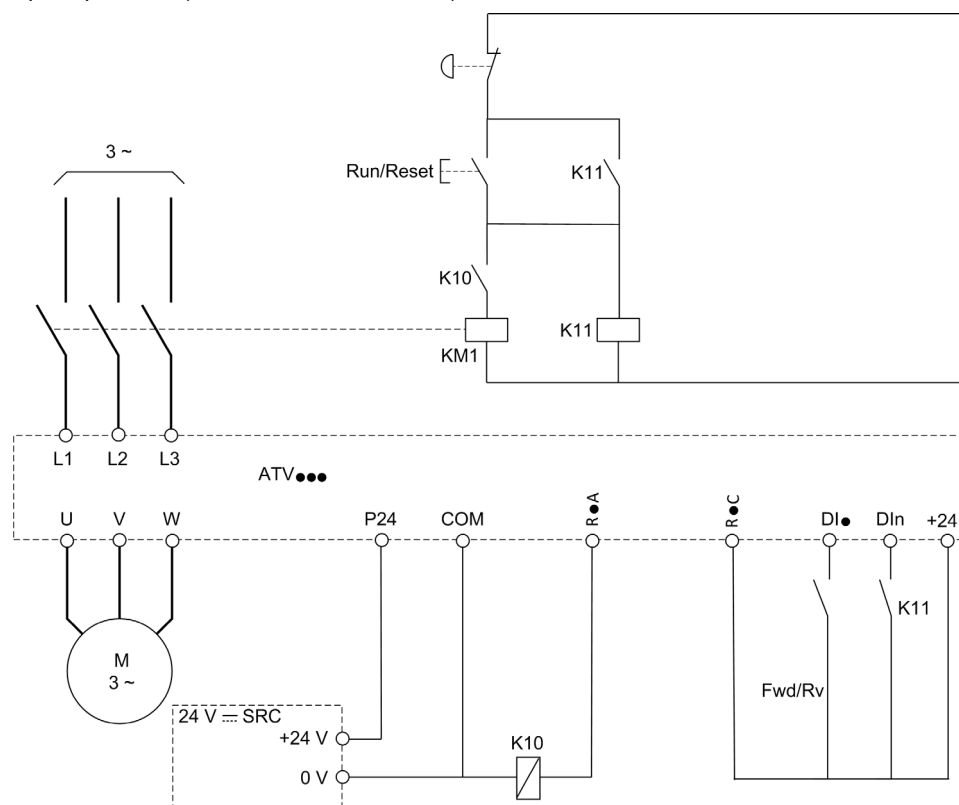 3 ~
Run/Reset
K11
K10
KM1
K11
L1 L2 L3
ATV●●●
U V W
P24 COM R●A R●C DI● DIn +24
K11
M
3 ~
Fwd/Rv
24 V ⎓ SRC
+24 V
K10
0 V